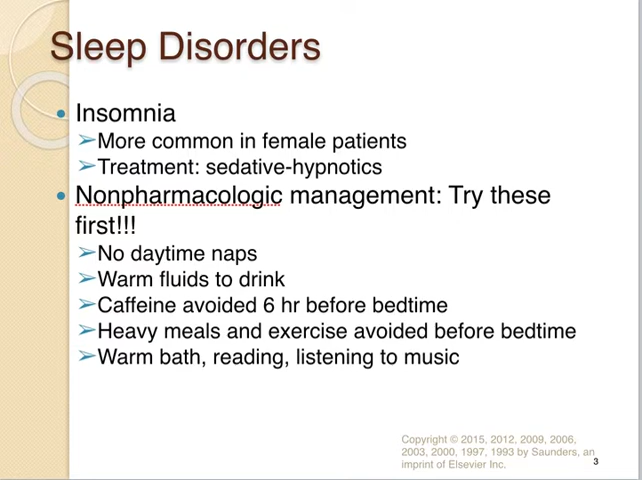 Sleep Disorders
• Insomnia
➢More common in female patients
➢Treatment: sedative-hypnotics
• Nonpharmacologic management: Try these
first!!!
➢No daytime naps
➢Warm fluids to drink
➢Caffeine avoided 6 hr before bedtime
➢Heavy meals and exercise avoided before bedtime
➢Warm bath, reading, listening to music
Copyright © 2015, 2012, 2009, 2006,
2003, 2000, 1997, 1993 by Saunders, an
imprint of Elsevier Inc.
3